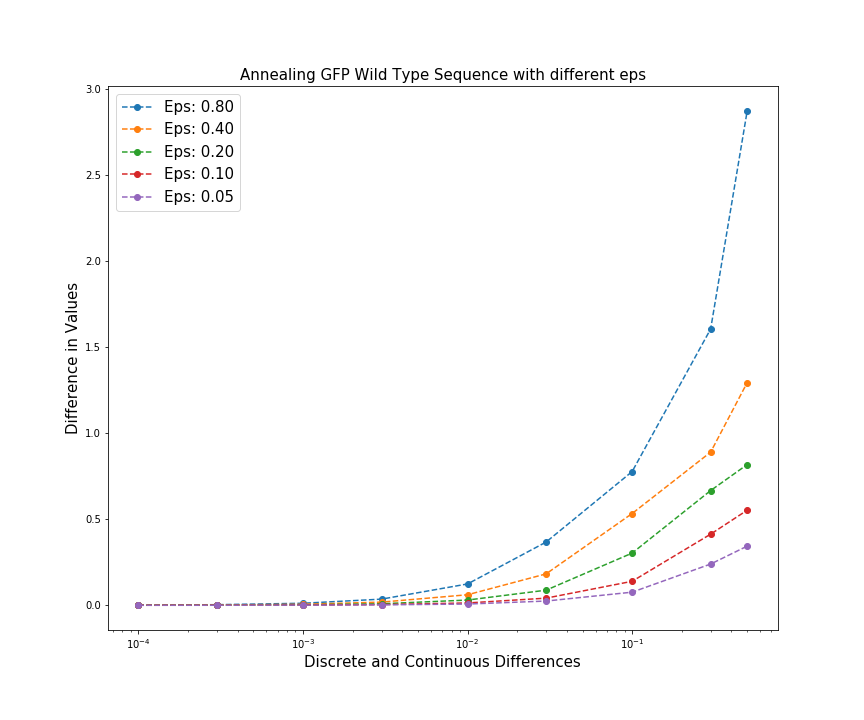 Annealing GFP Wild Type Sequence with different eps
Eps: 0.80
Eps: 0.40
Eps: 0.20
Eps: 0.10
Eps: 0.05
Difference in Values
3.0
2.5
2.0
1.5
1.0
0.5
0.0
10⁻⁴ 10⁻³ 10⁻² 10⁻¹
Discrete and Continuous Differences